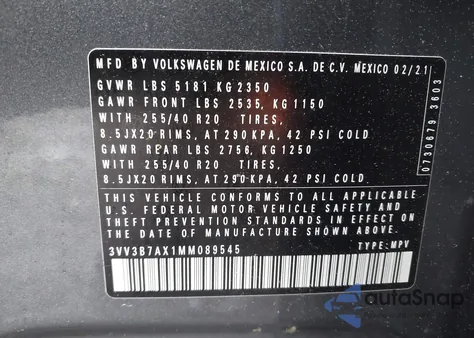 MFD BY VOLKSWAGEN DE MEXICO S.A. DE C.V. MEXICO 02/21
GVWR LBS 5181 KG 2350
GAWR FRONT LBS 2535, KG 1150
WITH 255/40 R20 TIRES,
8.5JX20 RIMS, AT 290 KPA, 42 PSI COLD
GAWR REAR LBS 2756, KG 1250
WITH 255/40 R20 TIRES,
8.5JX20 RIMS, AT 290 KPA, 42 PSI COLD
THIS VEHICLE CONFORMS TO ALL APPLICABLE
U.S. FEDERAL MOTOR VEHICLE SAFETY AND
THEFT PREVENTION STANDARDS IN EFFECT ON
THE DATE OF MANUFACTURE SHOWN ABOVE.
3VV3B7AX1MM089545
TYPE: MPV
0730679 3603
autoSnap